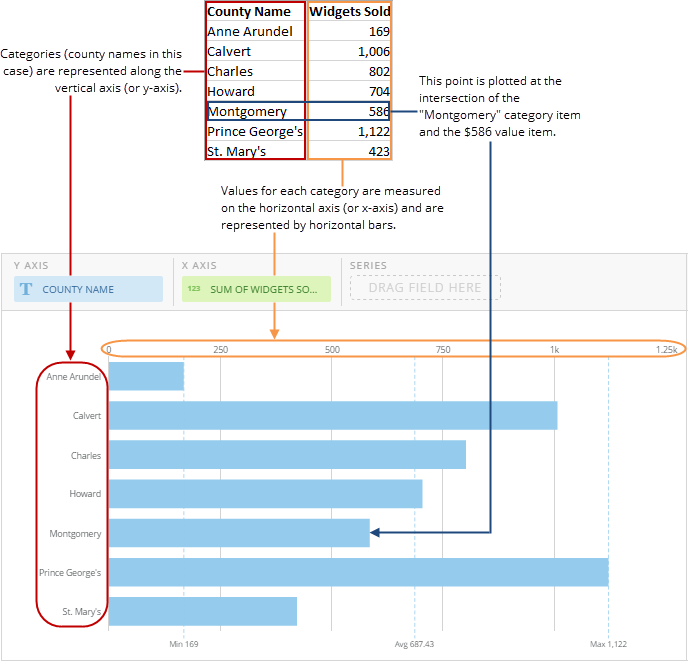 County Name Widgets Sold
Anne Arundel 169
Calvert 1,006
Charles 802
Howard 704
Montgomery 586
Prince George's 1,122
St. Mary's 423
Categories (county names in this
case) are represented along the
vertical axis (or y-axis).
This point is plotted at the
intersection of the
"Montgomery" category item
and the $586 value item.
Values for each category are measured
on the horizontal axis (or x-axis) and are
represented by horizontal bars.
Y AXIS X AXIS SERIES
T COUNTY NAME 123 SUM OF WIDGETS SO... DRAG FIELD HERE
0 250 500 750 1k 1.25k
Anne Arundel
Calvert
Charles
Howard
Montgomery
Prince George's
St. Mary's
Min 169 Avg 687.43 Max 1,122